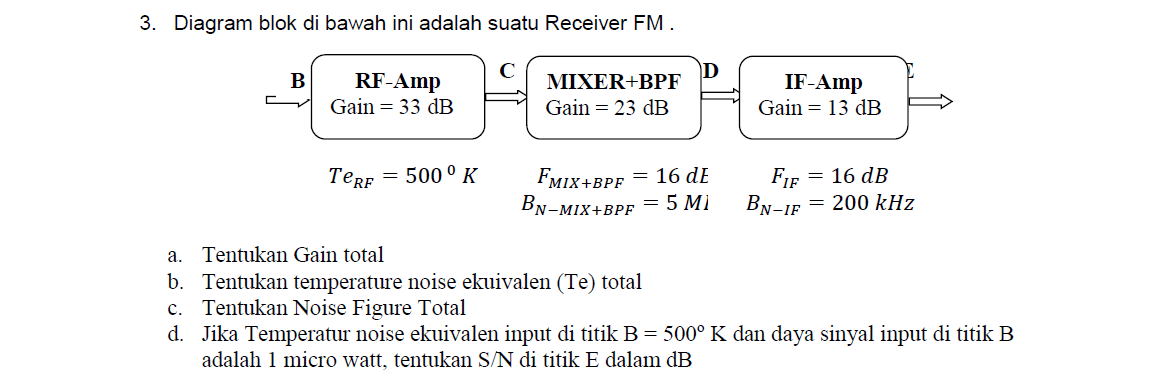 3. Diagram blok di bawah ini adalah suatu Receiver FM .
B
RF-Amp
Gain = 33 dB
C
MIXER+BPF
Gain = 23 dB
D
IF-Amp
Gain = 13 dB
Te_RF = 500 ⁰ K
F_MIX+BPF = 16
B_N−MIX+BPF = 5
F_IF = 16 dB
B_N−IF = 200 kHz
a. Tentukan Gain total
b. Tentukan temperature noise ekuivalen (Te) total
c. Tentukan Noise Figure Total
d. Jika Temperatur noise ekuivalen input di titik B = 500º K dan daya sinyal input di titik B
adalah 1 micro watt, tentukan S/N di titik E dalam dB